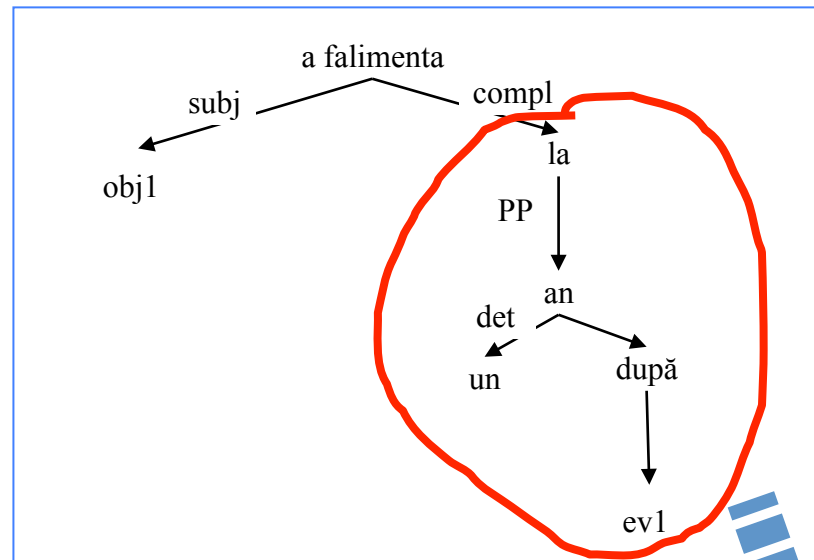 a falimenta
subj
compl
obj1
la
PP
an
det
un
după
ev1